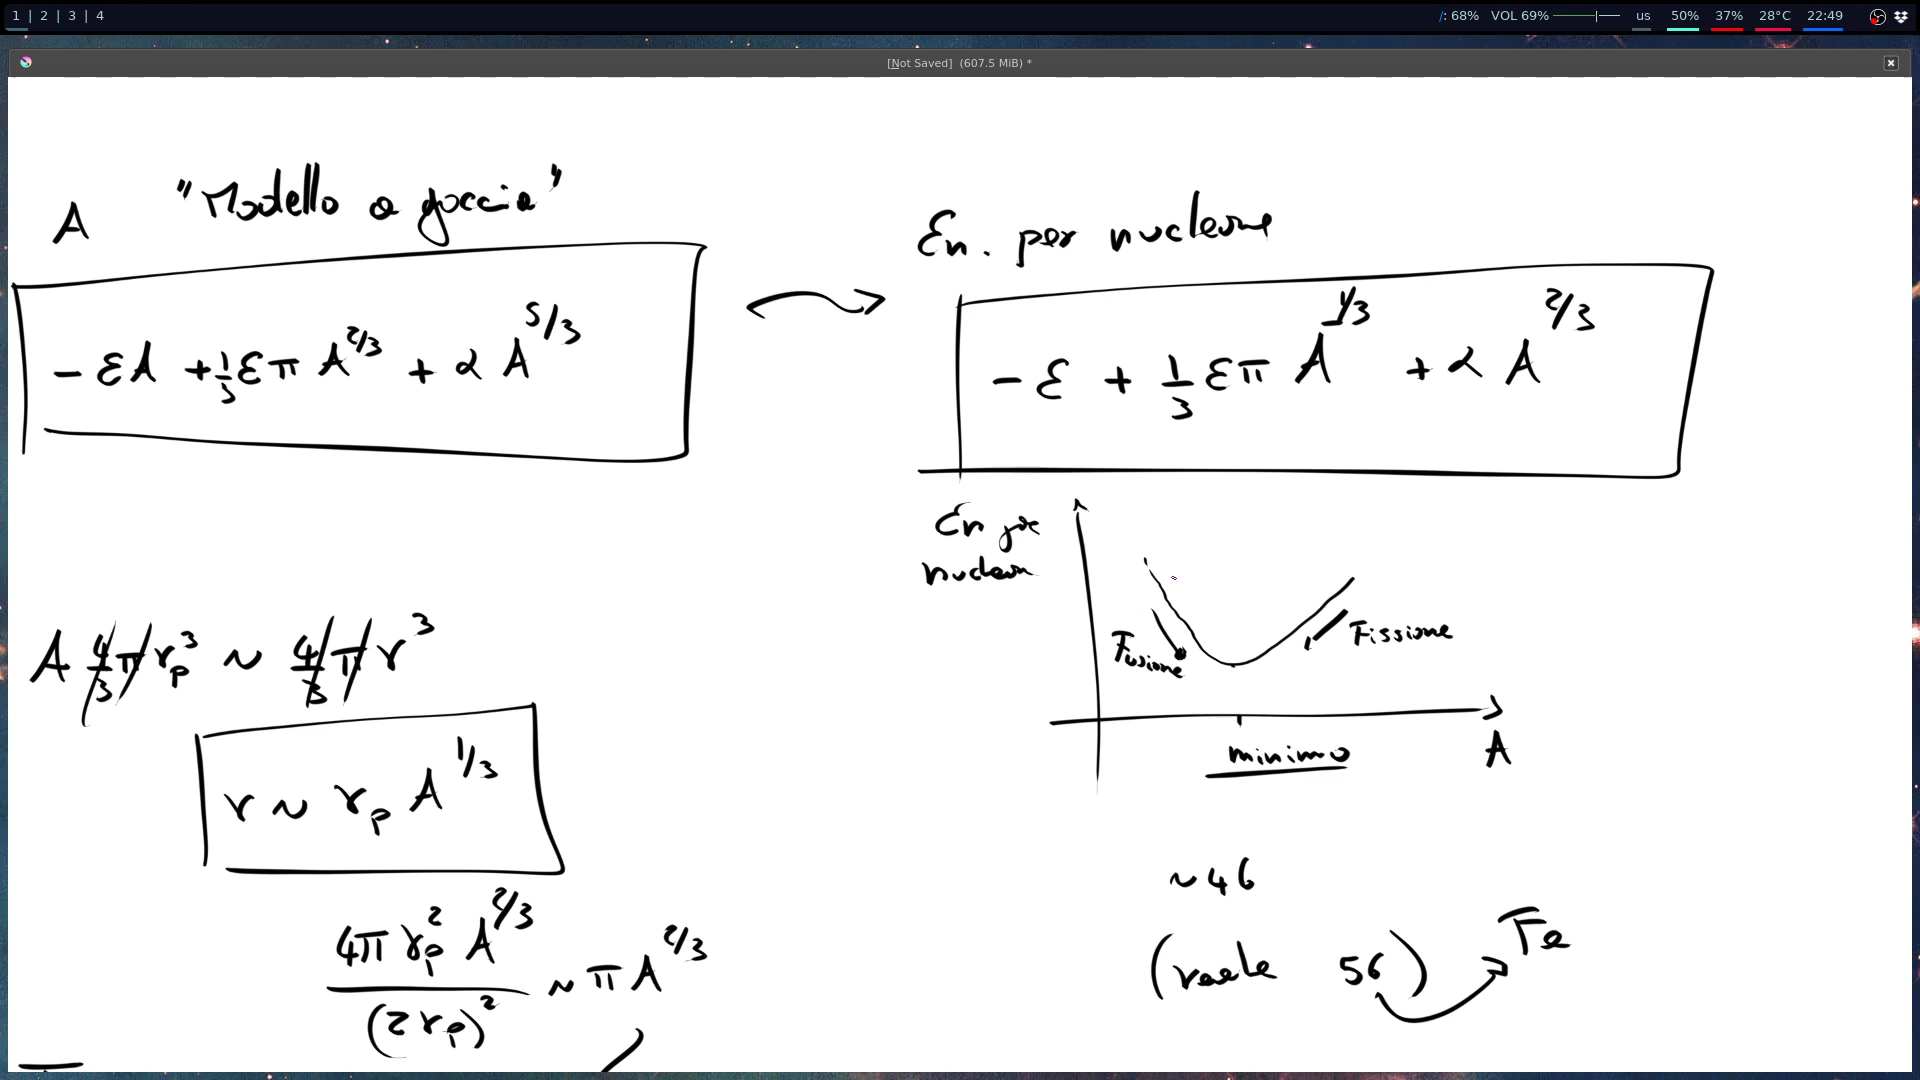 1 | 2 | 3 | 4 /: 68% VOL 69% us 50% 37% 28°C 22:49
[Not Saved] (607.5 MiB) *
A "Modello a goccia"
- εA + 1/3 επ A^2/3 + α A^5/3
A 4/3 π r_p^3 ~ 4/3 π r^3
r ~ r_p A^1/3
4π r_p^2 A^2/3 / (2 r_p)^2 ~ π A^2/3
En. per nucleone
- ε + 1/3 επ A^-1/3 + α A^2/3
En per
nucleon
Fusione
Fissione
minimo
A
~46
(reale 56) Fe